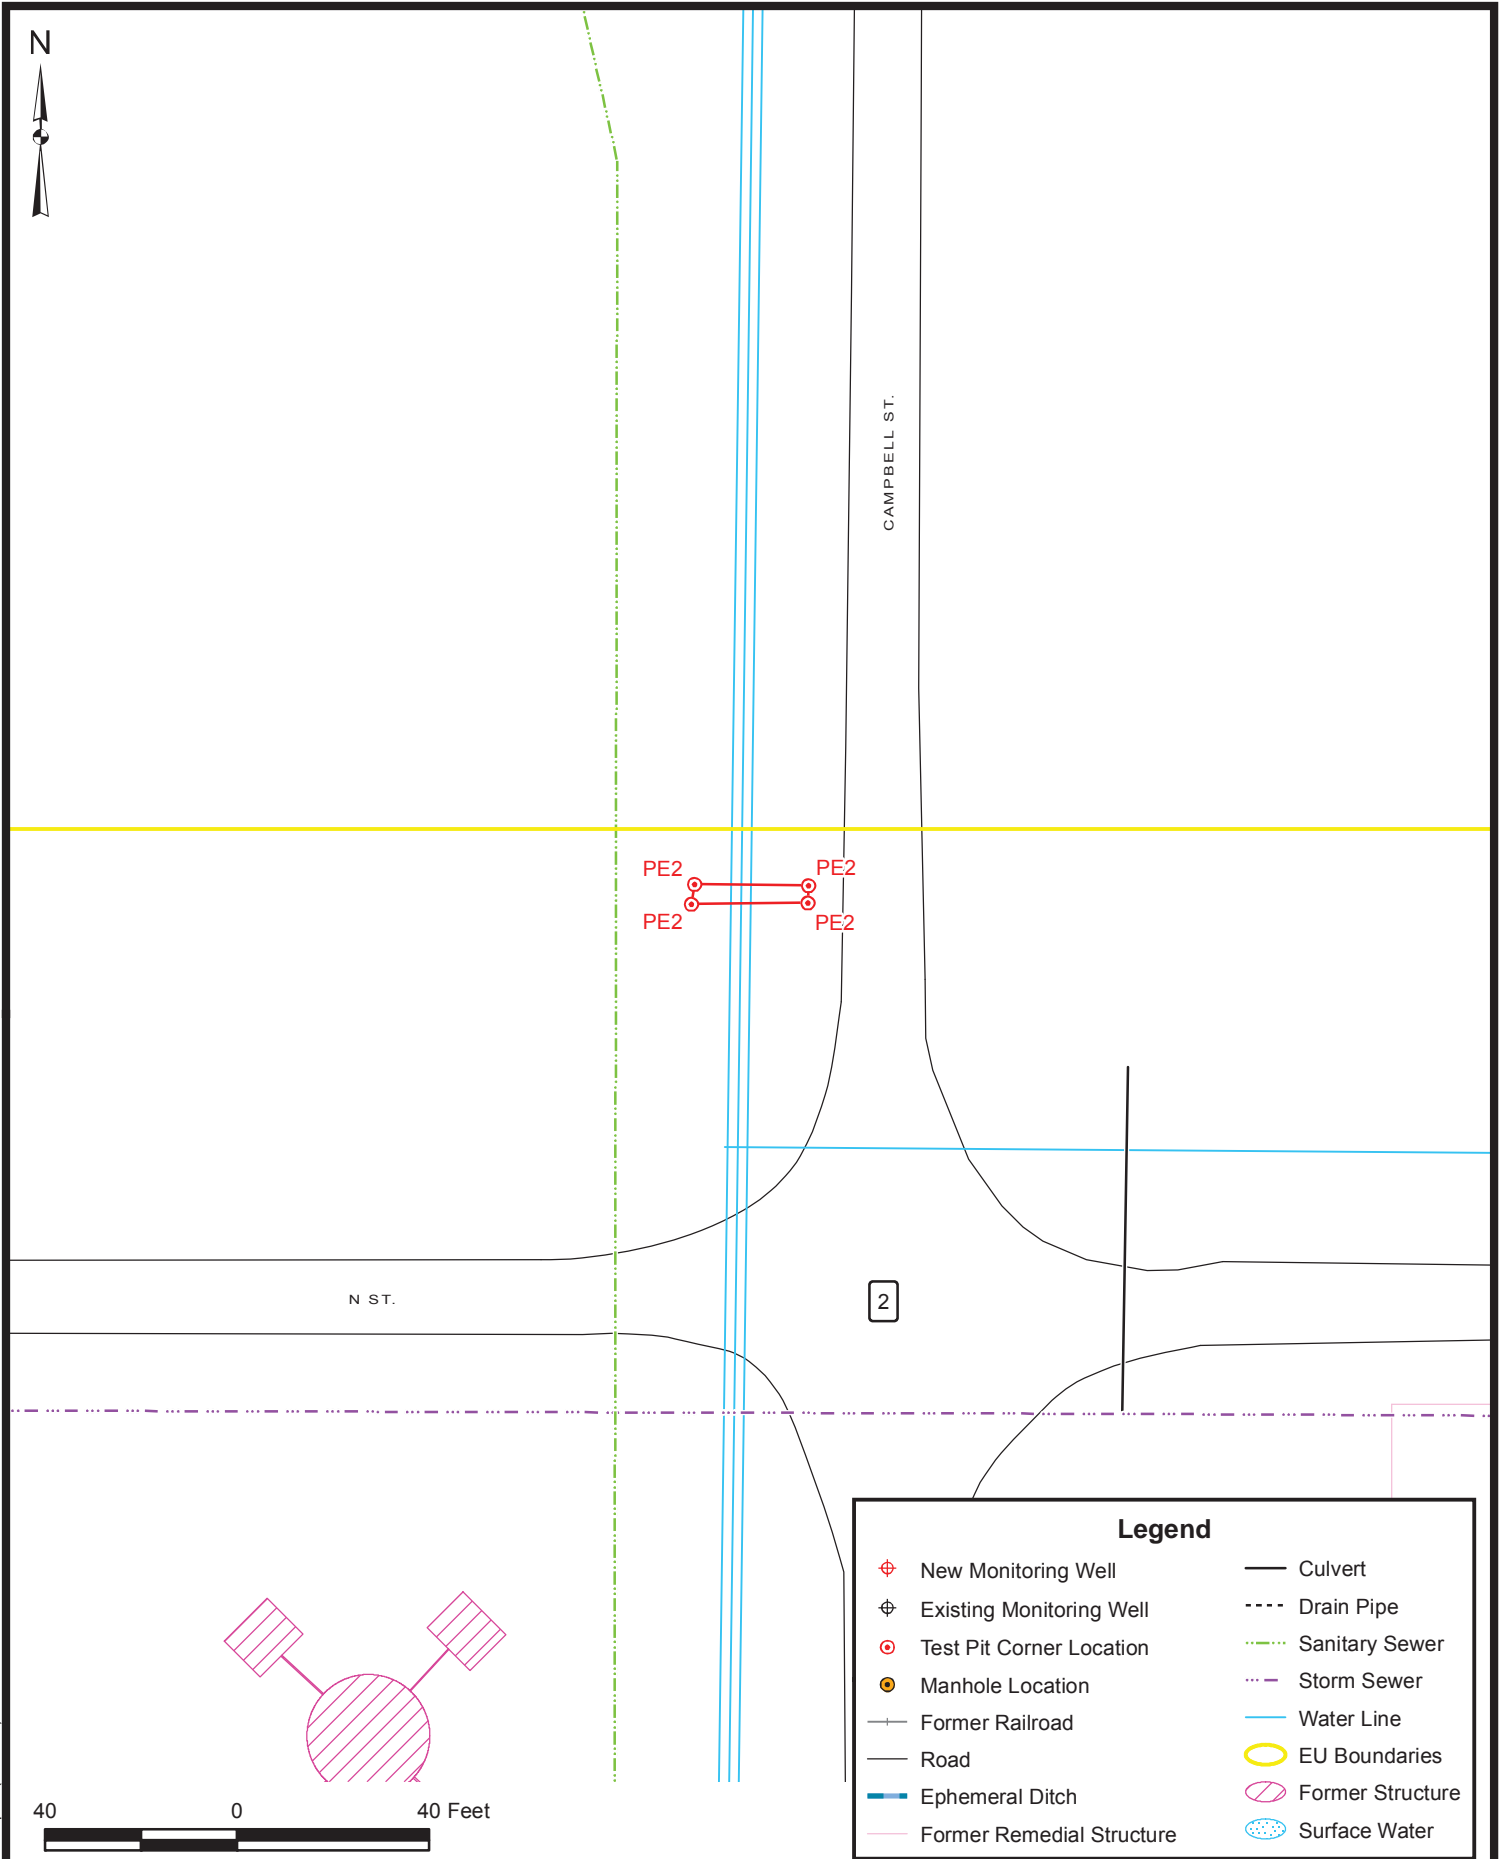 N
CAMPBELL ST.
PE2
PE2
PE2
PE2
N ST.
2
Legend
New Monitoring Well
Existing Monitoring Well
Test Pit Corner Location
Manhole Location
Former Railroad
Road
Ephemeral Ditch
Former Remedial Structure
Culvert
Drain Pipe
Sanitary Sewer
Storm Sewer
Water Line
EU Boundaries
Former Structure
Surface Water
40 0 40 Feet